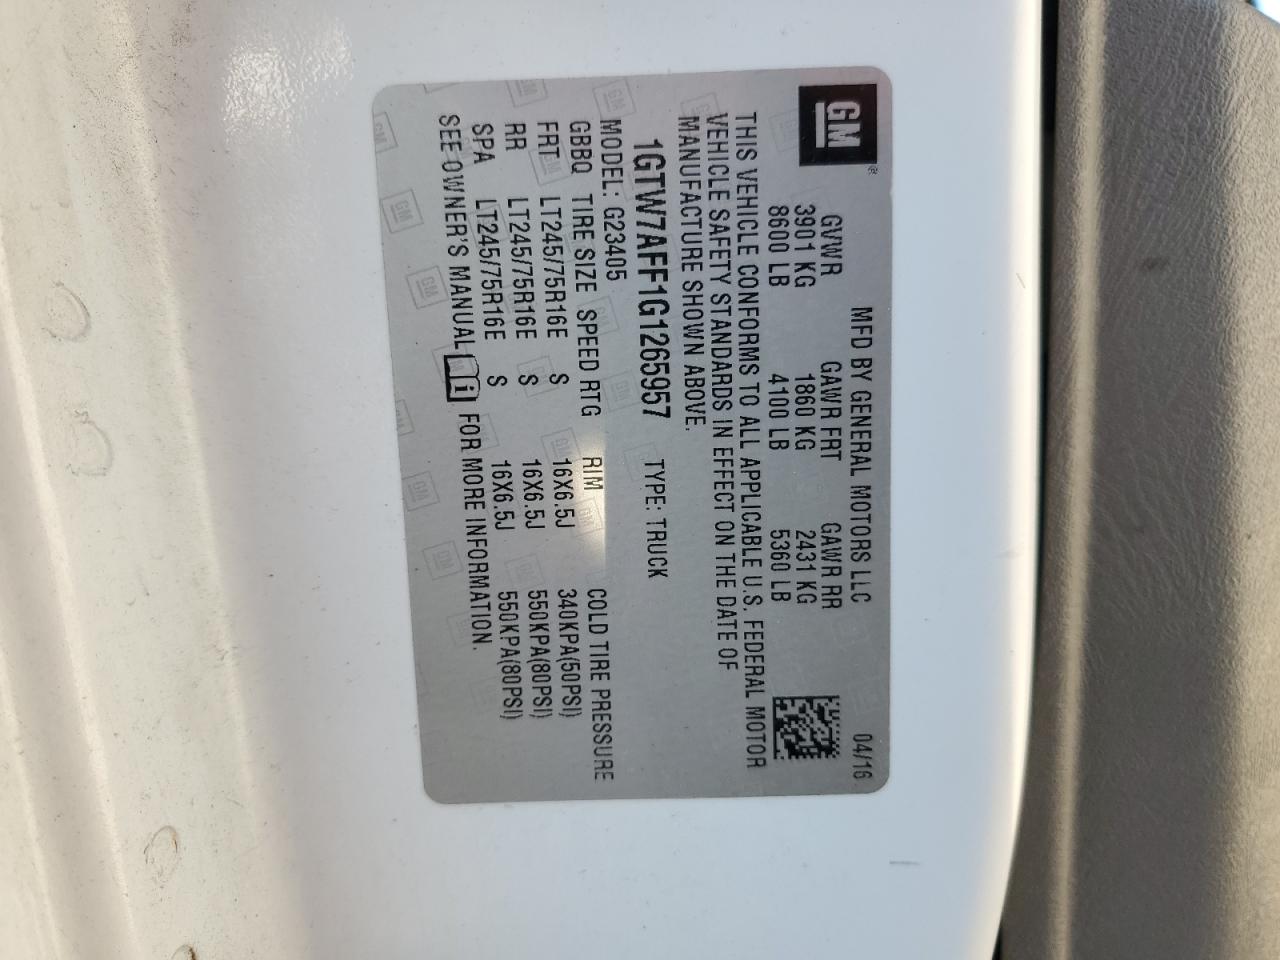 GM®
MFD BY GENERAL MOTORS LLC 04/16
GVWR GAWR FRT GAWR RR
3901 KG 1860 KG 2431 KG
8600 LB 4100 LB 5360 LB
THIS VEHICLE CONFORMS TO ALL APPLICABLE U.S. FEDERAL MOTOR
VEHICLE SAFETY STANDARDS IN EFFECT ON THE DATE OF
MANUFACTURE SHOWN ABOVE.
1GTW7AFF1G1265957 TYPE: TRUCK
MODEL: G23405
GBBQ TIRE SIZE SPEED RTG RIM COLD TIRE PRESSURE
FRT LT245/75R16E S 16X6.5J 340KPA(50PSI)
RR LT245/75R16E S 16X6.5J 550KPA(80PSI)
SPA LT245/75R16E S 16X6.5J 550KPA(80PSI)
SEE OWNER'S MANUAL i FOR MORE INFORMATION.